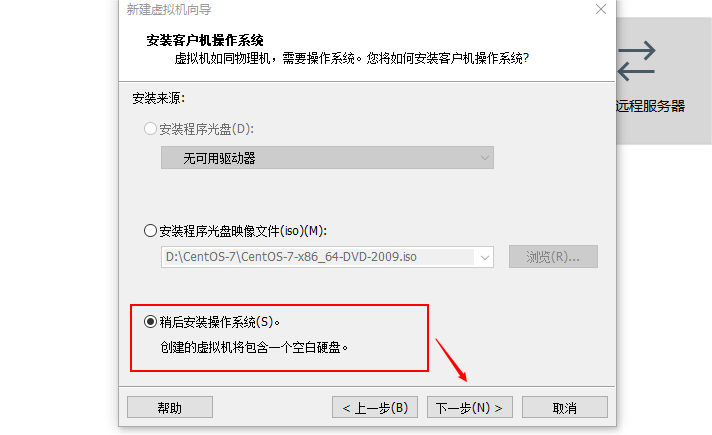 新建虚拟机向导
安装客户机操作系统
虚拟机如同物理机，需要操作系统。您将如何安装客户机操作系统?
远程服务器
安装来源:
安装程序光盘(D):
无可用驱动器
安装程序光盘映像文件(iso)(M):
D:\CentOS-7\CentOS-7-x86_64-DVD-2009.iso
浏览(R)...
稍后安装操作系统(S)。
创建的虚拟机将包含一个空白硬盘。
帮助
< 上一步(B)
下一步(N) >
取消